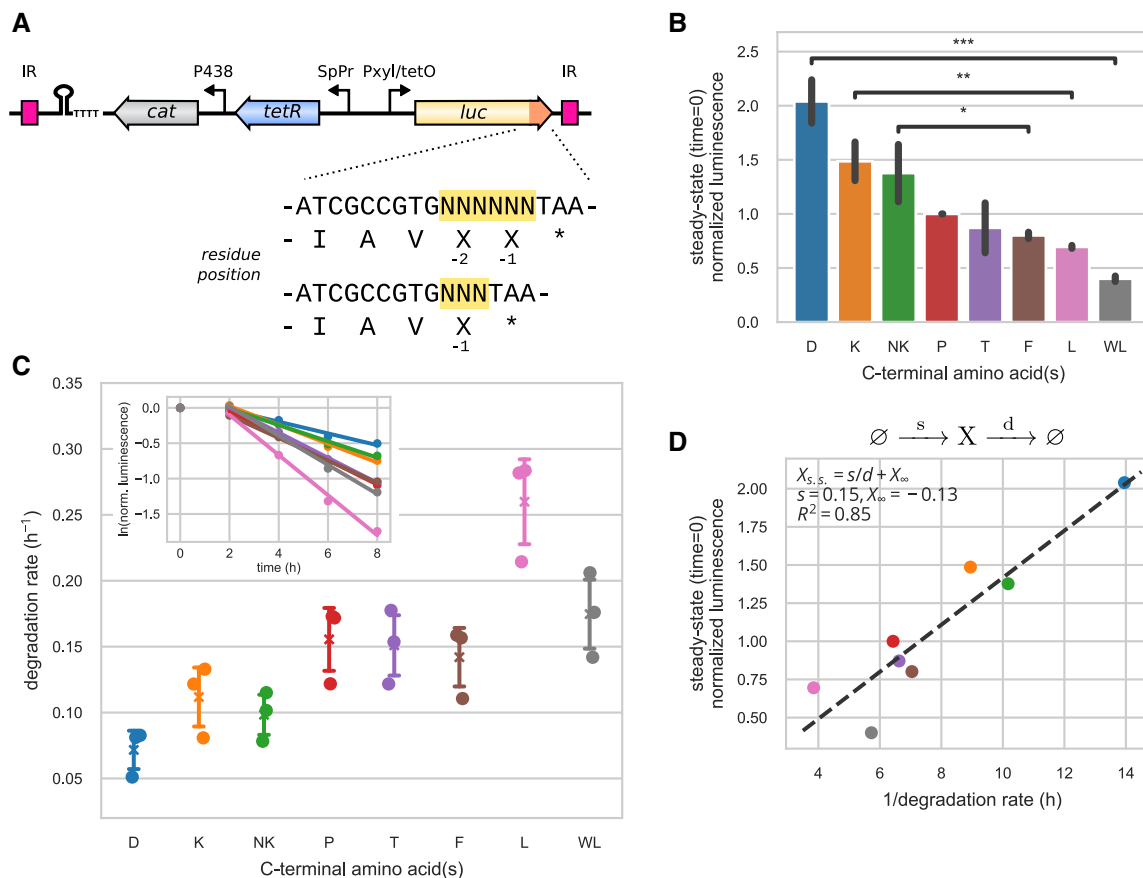 A
IR
P438
SpPr
Pxyl/tetO
IR
TTTT
cat
tetR
luc
-ATCGCCGTGNNNNNNTAA-
- I A V X X *
-2 -1
residue
position
-ATCGCCGTGNNNTAA-
- I A V X *
-1
B
steady-state (time=0)
normalized luminescence
2.5
2.0
1.5
1.0
0.5
0.0
***
**
*
D K NK P T F L WL
C-terminal amino acid(s)
C
degradation rate (h⁻¹)
0.35
0.30
0.25
0.20
0.15
0.10
0.05
ln(norm. luminescence)
0.0
−0.5
−1.0
−1.5
0 2 4 6 8
time (h)
D K NK P T F L WL
C-terminal amino acid(s)
D
∅ s→ X d→ ∅
X_{s.s.} = s/d + X_∞
s = 0.15, X_∞ = −0.13
R² = 0.85
steady-state (time=0)
normalized luminescence
2.00
1.75
1.50
1.25
1.00
0.75
0.50
4 6 8 10 12 14
1/degradation rate (h)